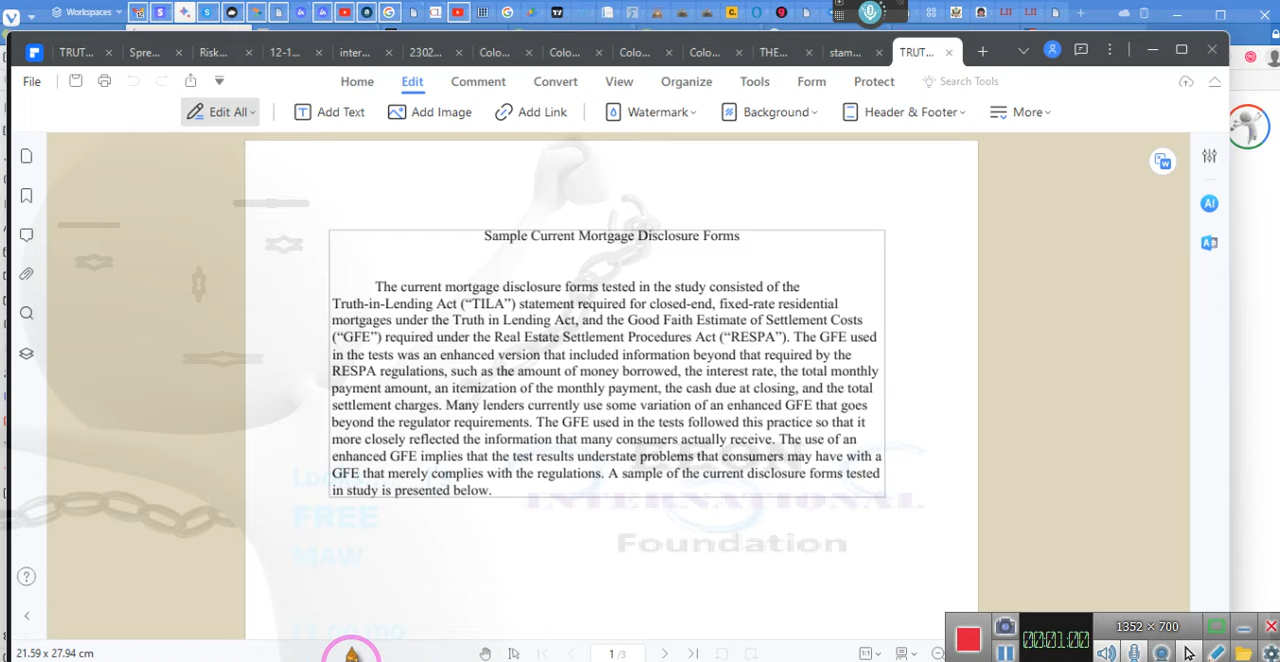 Workspaces
TRUT... Spre... Risk... 12-1... inter... 2302... Colo... Colo... Colo... Colo... THE... stam... TRUT...
File Home Edit Comment Convert View Organize Tools Form Protect Search Tools
Edit All Add Text Add Image Add Link Watermark Background Header & Footer More
Sample Current Mortgage Disclosure Forms
The current mortgage disclosure forms tested in the study consisted of the
Truth-in-Lending Act (“TILA”) statement required for closed-end, fixed-rate residential
mortgages under the Truth in Lending Act, and the Good Faith Estimate of Settlement Costs
(“GFE”) required under the Real Estate Settlement Procedures Act (“RESPA”). The GFE used
in the tests was an enhanced version that included information beyond that required by the
RESPA regulations, such as the amount of money borrowed, the interest rate, the total monthly
payment amount, an itemization of the monthly payment, the cash due at closing, and the total
settlement charges. Many lenders currently use some variation of an enhanced GFE that goes
beyond the regulator requirements. The GFE used in the tests followed this practice so that it
more closely reflected the information that many consumers actually receive. The use of an
enhanced GFE implies that the test results understate problems that consumers may have with a
GFE that merely complies with the regulations. A sample of the current disclosure forms tested
in study is presented below.
FREE
MAW
INTERNATIONAL
Foundation
AI
21.59 x 27.94 cm
1 /3
00:01:00
1352 × 700